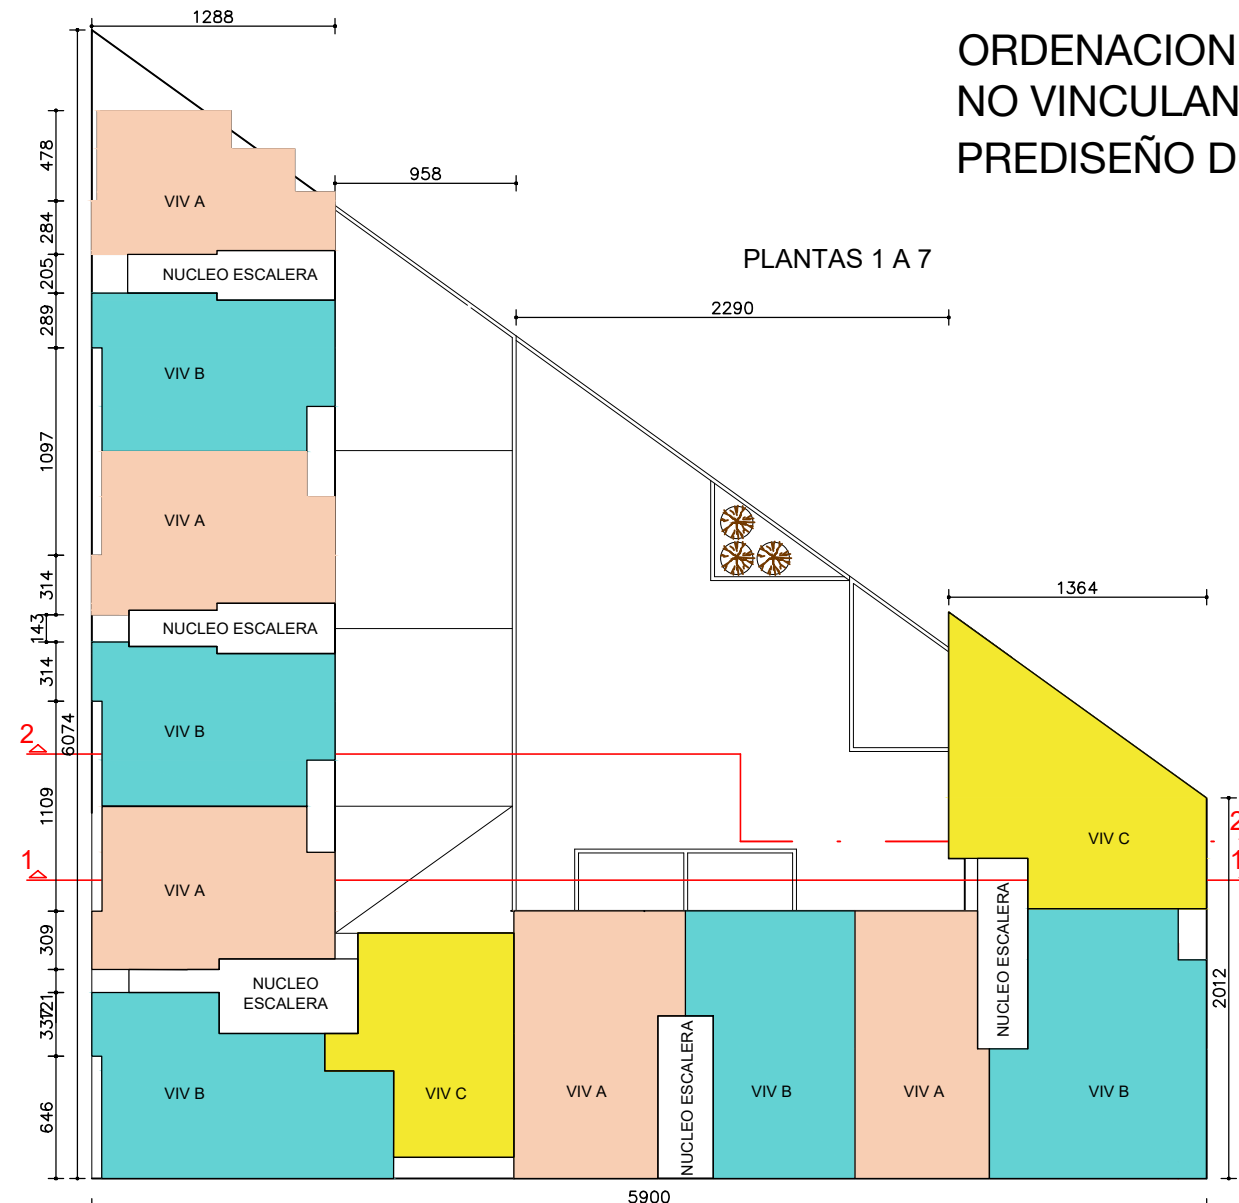 1288
ORDENACION
NO VINCULAN
PREDISEÑO D
478
958
VIV A
284
PLANTAS 1 A 7
205
NUCLEO ESCALERA
289
2290
VIV B
1097
VIV A
314
1364
143
NUCLEO ESCALERA
314
6074
2
VIV B
1109
2
VIV C
1
1
VIV A
309
NUCLEO
ESCALERA
NUCLEO ESCALERA
2012
NUCLEO ESCALERA
646
VIV B
VIV C
VIV A
VIV B
VIV A
VIV B
5900